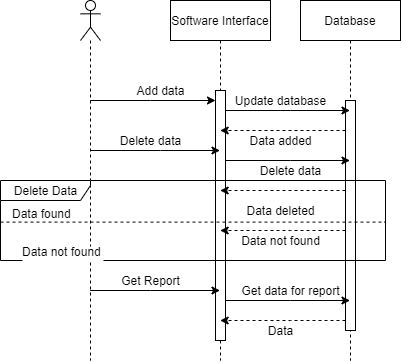 Software Interface
Database
Add data
Update database
Delete data
Data added
Delete data
Delete Data
Data found
Data deleted
Data not found
Data not found
Get Report
Get data for report
Data